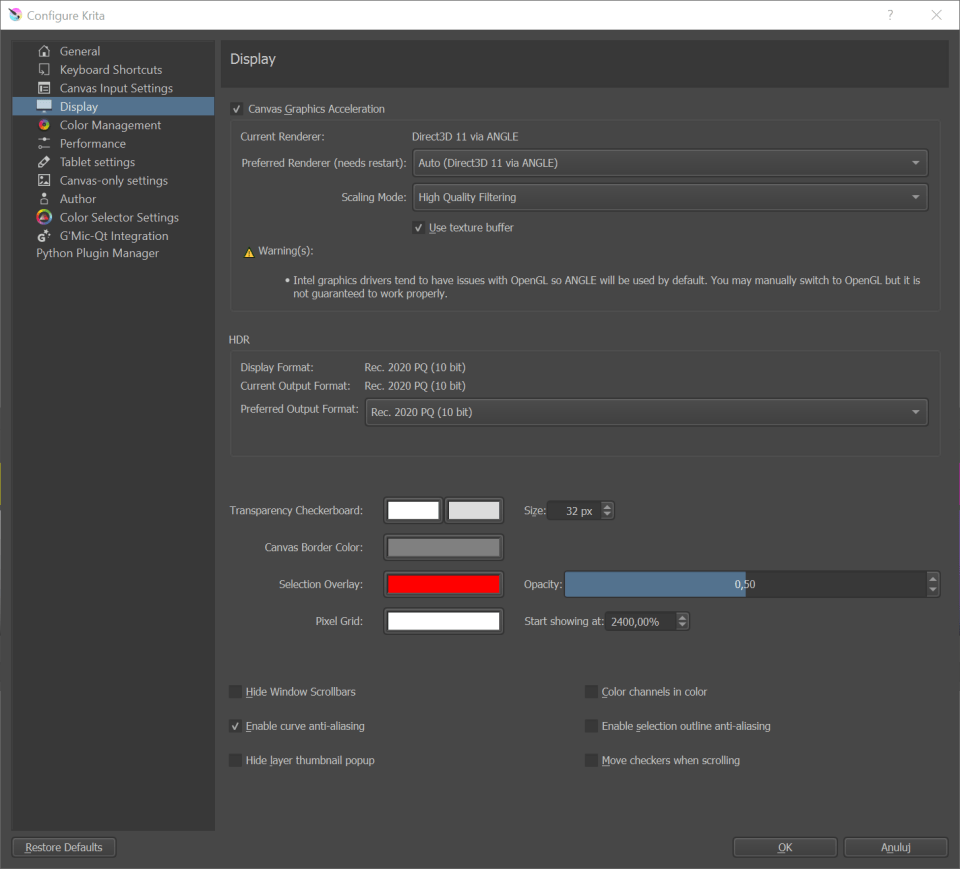 Configure Krita
?
General
Keyboard Shortcuts
Canvas Input Settings
Display
Color Management
Performance
Tablet settings
Canvas-only settings
Author
Color Selector Settings
G'Mic-Qt Integration
Python Plugin Manager
Display
Canvas Graphics Acceleration
Current Renderer: Direct3D 11 via ANGLE
Preferred Renderer (needs restart): Auto (Direct3D 11 via ANGLE)
Scaling Mode: High Quality Filtering
Use texture buffer
Warning(s):
• Intel graphics drivers tend to have issues with OpenGL so ANGLE will be used by default. You may manually switch to OpenGL but it is
not guaranteed to work properly.
HDR
Display Format: Rec. 2020 PQ (10 bit)
Current Output Format: Rec. 2020 PQ (10 bit)
Preferred Output Format: Rec. 2020 PQ (10 bit)
Transparency Checkerboard: Size: 32 px
Canvas Border Color:
Selection Overlay: Opacity: 0,50
Pixel Grid: Start showing at: 2400,00%
Hide Window Scrollbars
Color channels in color
Enable curve anti-aliasing
Enable selection outline anti-aliasing
Hide layer thumbnail popup
Move checkers when scrolling
Restore Defaults
OK
Anuluj